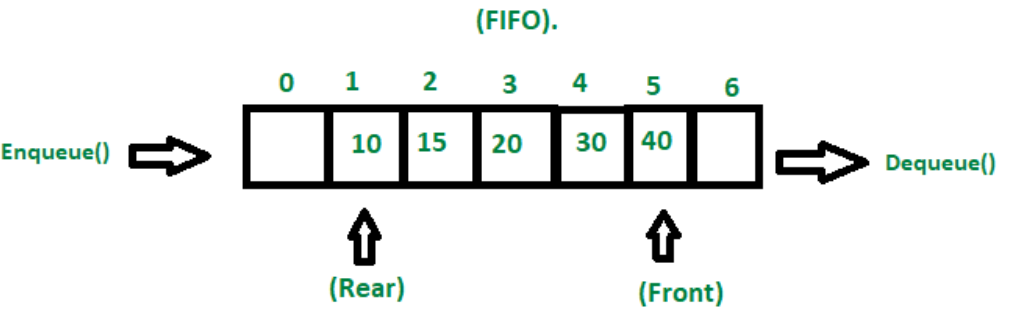 (FIFO).
0 1 2 3 4 5 6
Enqueue() 10 15 20 30 40 Dequeue()
(Rear) (Front)